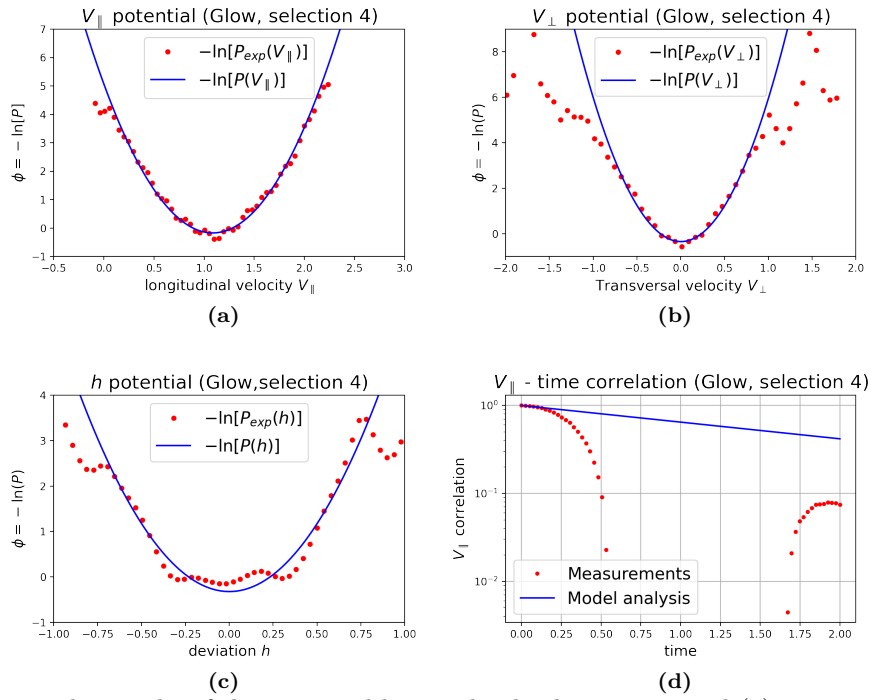 V∥ potential (Glow, selection 4)
−ln[P_exp(V∥)]
−ln[P(V∥)]
ϕ = − ln[P]
7
6
5
4
3
2
1
0
−1
−0.5 0.0 0.5 1.0 1.5 2.0 2.5 3.0
longitudinal velocity V∥
(a)
V⊥ potential (Glow, selection 4)
−ln[P_exp(V⊥)]
−ln[P(V⊥)]
ϕ = − ln(P)
8
6
4
2
0
−2.0 −1.5 −1.0 −0.5 0.0 0.5 1.0 1.5 2.0
Transversal velocity V⊥
(b)
h potential (Glow,selection 4)
−ln[P_exp(h)]
−ln[P(h)]
ϕ = − ln(P)
4
3
2
1
0
−1
−1.00 −0.75 −0.50 −0.25 0.00 0.25 0.50 0.75 1.00
deviation h
(c)
V∥ - time correlation (Glow, selection 4)
V∥ correlation
10⁰
10⁻¹
10⁻²
Measurements
Model analysis
0.00 0.25 0.50 0.75 1.00 1.25 1.50 1.75 2.00
time
(d)